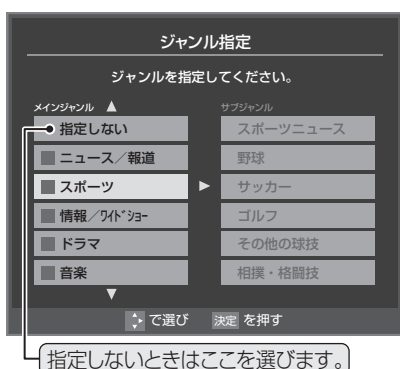 ジャンル指定
ジャンルを指定してください。
メインジャンル ▲
指定しない
ニュース／報道
スポーツ ▶
情報／ワイドショー
ドラマ
音楽
▼
サブジャンル
スポーツニュース
野球
サッカー
ゴルフ
その他の球技
相撲・格闘技
で選び 決定 を押す
指定しないときはここを選びます。